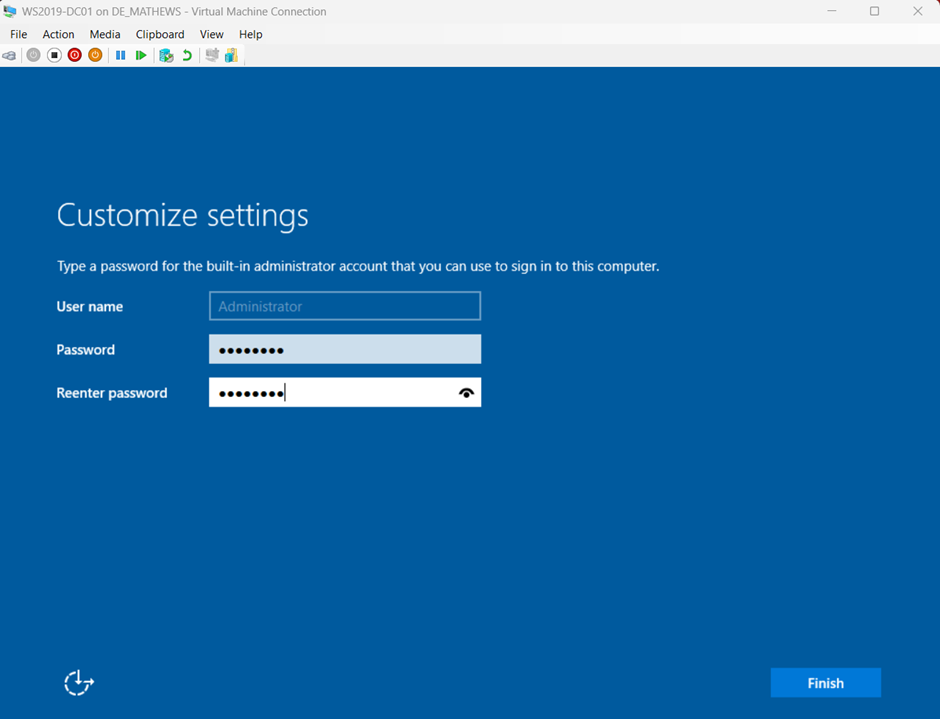 WS2019-DC01 on DE_MATHEWS - Virtual Machine Connection
File Action Media Clipboard View Help
Customize settings
Type a password for the built-in administrator account that you can use to sign in to this computer.
User name Administrator
Password ●●●●●●●●
Reenter password ●●●●●●●●
Finish